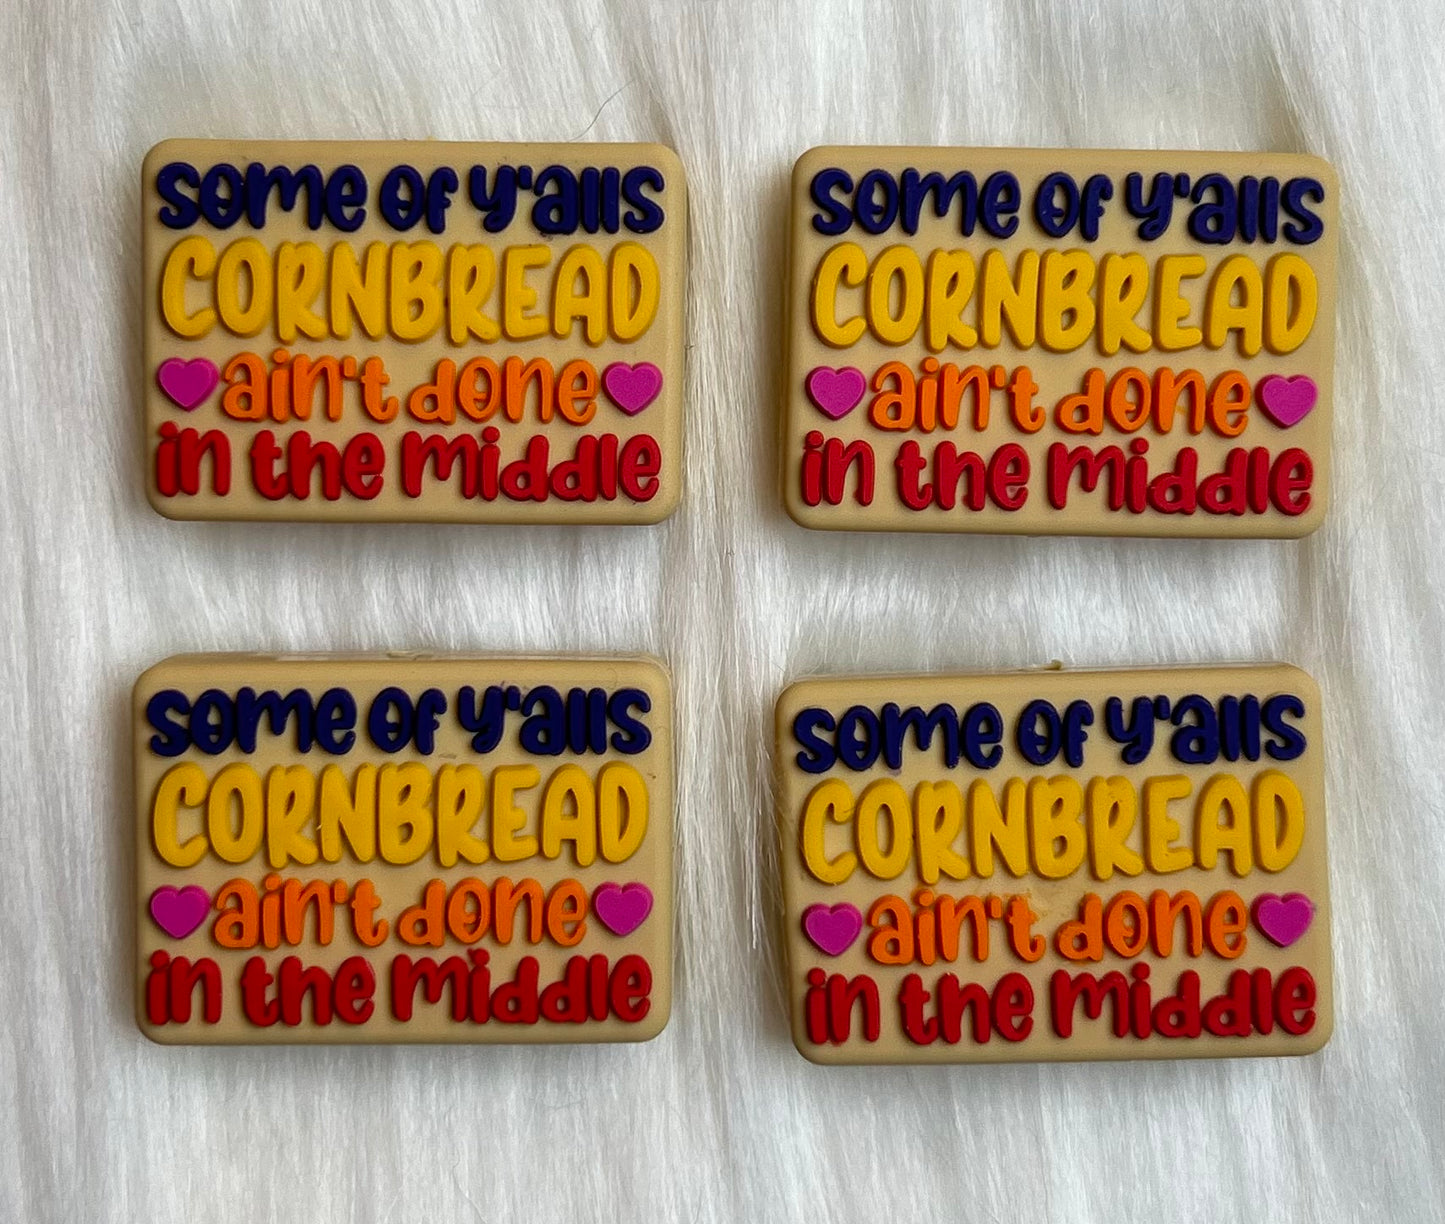 some of y'alls
CORNBREAD
ain't done
in the middle
some of y'alls
CORNBREAD
ain't done
in the middle
some of y'alls
CORNBREAD
ain't done
in the middle
some of y'alls
CORNBREAD
ain't done
in the middle